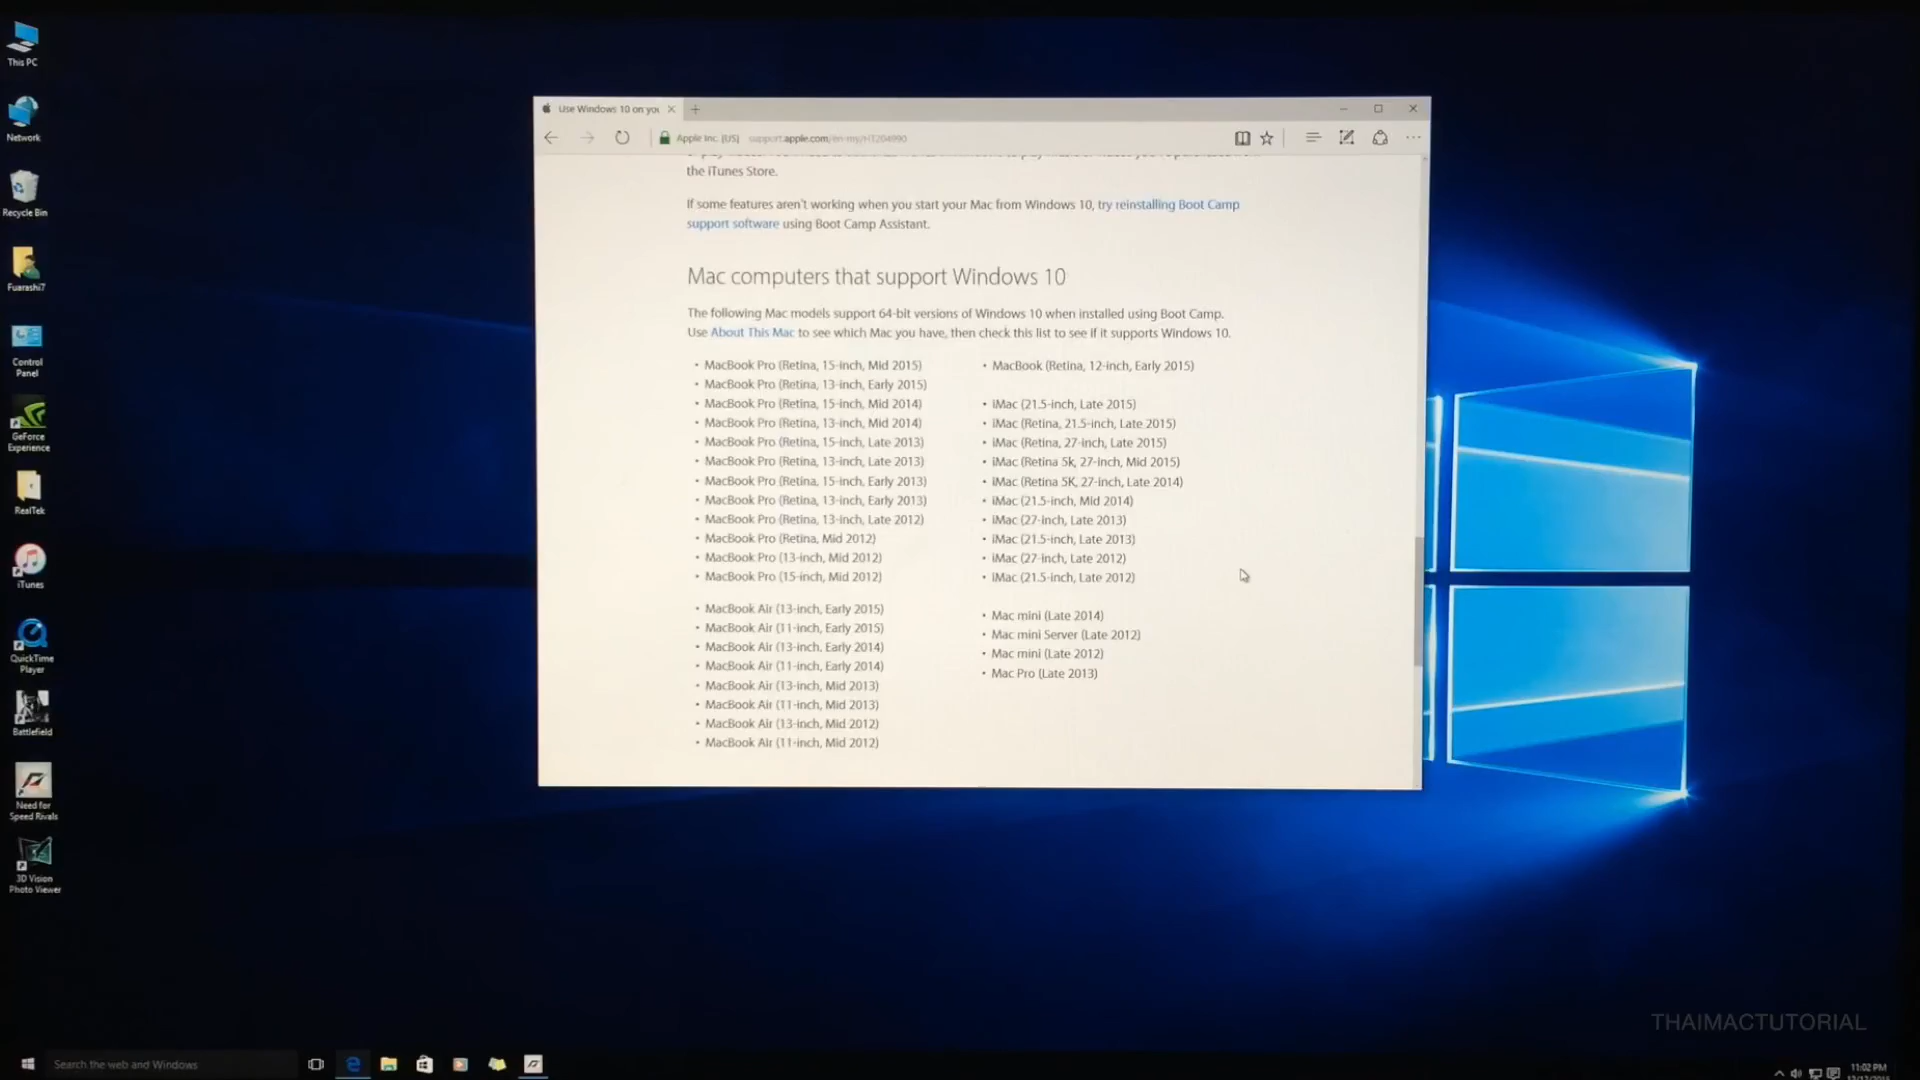 This PC
Network
Recycle Bin
Fuarashi7
Control
Panel
GeForce
Experience
RealTek
iTunes
QuickTime
Player
Battlefield
Need for
Speed Rivals
3D Vision
Photo Viewer
Use Windows 10 on you
Apple Inc. [US] support.apple.com/en-my/HT204990
the iTunes Store.
If some features aren't working when you start your Mac from Windows 10, try reinstalling Boot Camp
support software using Boot Camp Assistant.
Mac computers that support Windows 10
The following Mac models support 64-bit versions of Windows 10 when installed using Boot Camp.
Use About This Mac to see which Mac you have, then check this list to see if it supports Windows 10.
• MacBook Pro (Retina, 15-inch, Mid 2015)
• MacBook Pro (Retina, 13-inch, Early 2015)
• MacBook Pro (Retina, 15-inch, Mid 2014)
• MacBook Pro (Retina, 13-inch, Mid 2014)
• MacBook Pro (Retina, 15-inch, Late 2013)
• MacBook Pro (Retina, 13-inch, Late 2013)
• MacBook Pro (Retina, 15-inch, Early 2013)
• MacBook Pro (Retina, 13-inch, Early 2013)
• MacBook Pro (Retina, 13-inch, Late 2012)
• MacBook Pro (Retina, Mid 2012)
• MacBook Pro (13-inch, Mid 2012)
• MacBook Pro (15-inch, Mid 2012)
• MacBook Air (13-inch, Early 2015)
• MacBook Air (11-inch, Early 2015)
• MacBook Air (13-inch, Early 2014)
• MacBook Air (11-inch, Early 2014)
• MacBook Air (13-inch, Mid 2013)
• MacBook Air (11-inch, Mid 2013)
• MacBook Air (13-inch, Mid 2012)
• MacBook Air (11-inch, Mid 2012)
• MacBook (Retina, 12-inch, Early 2015)
• iMac (21.5-inch, Late 2015)
• iMac (Retina, 21.5-inch, Late 2015)
• iMac (Retina, 27-inch, Late 2015)
• iMac (Retina 5k, 27-inch, Mid 2015)
• iMac (Retina 5K, 27-inch, Late 2014)
• iMac (21.5-inch, Mid 2014)
• iMac (27-inch, Late 2013)
• iMac (21.5-inch, Late 2013)
• iMac (27-inch, Late 2012)
• iMac (21.5-inch, Late 2012)
• Mac mini (Late 2014)
• Mac mini Server (Late 2012)
• Mac mini (Late 2012)
• Mac Pro (Late 2013)
THAIMACTUTORIAL
Search the web and Windows
11:02 PM